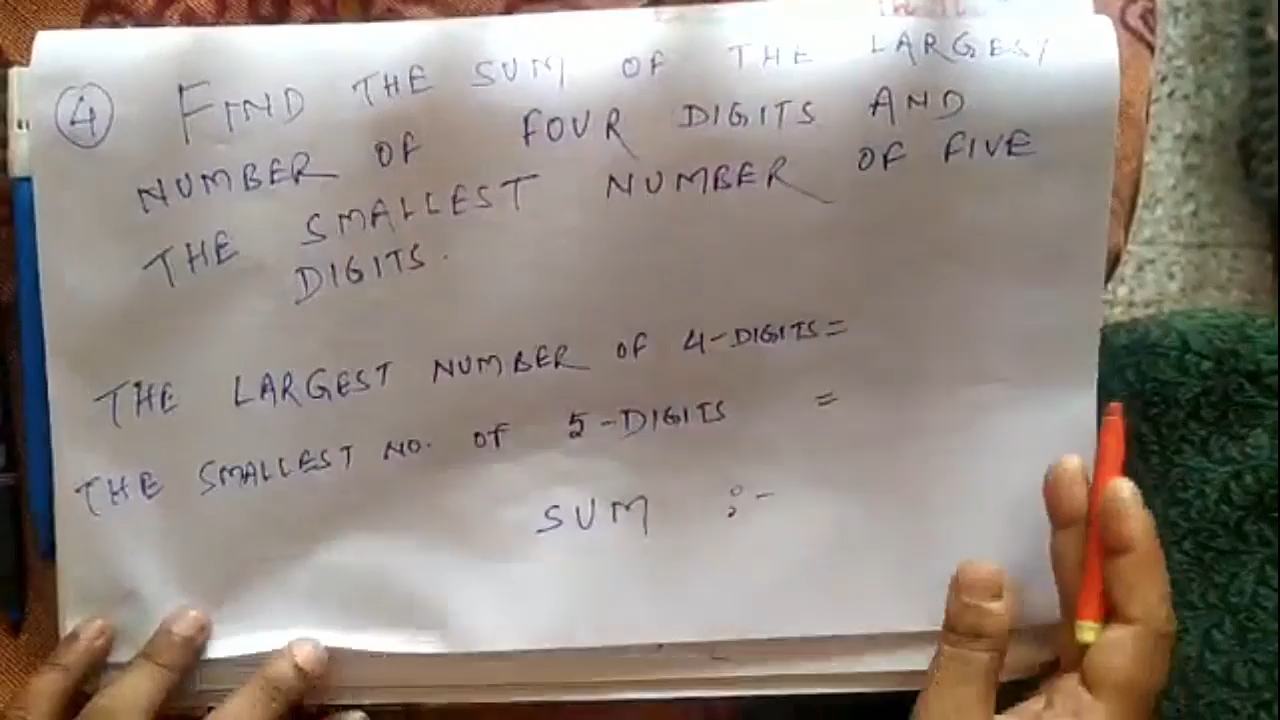 ④ FIND THE SUM OF THE LARGEST
NUMBER OF FOUR DIGITS AND
THE SMALLEST NUMBER OF FIVE
DIGITS.
THE LARGEST NUMBER OF 4-DIGITS=
THE SMALLEST NO. OF 5-DIGITS =
SUM :-